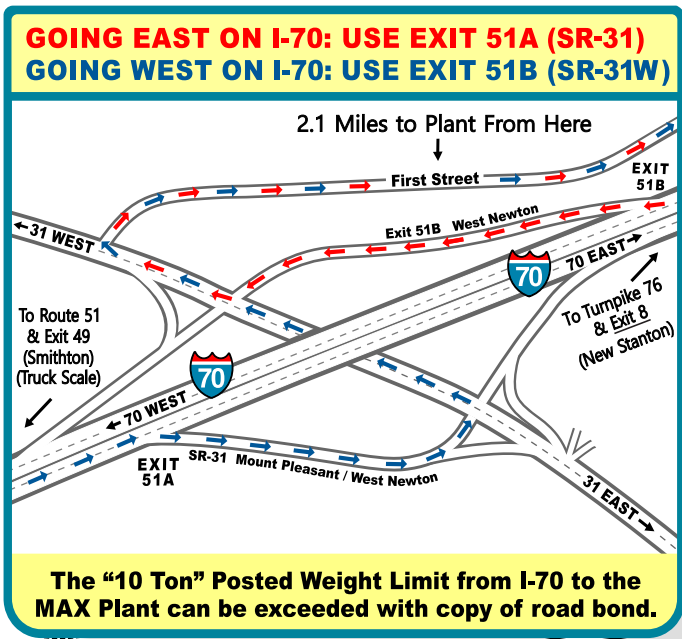 GOING EAST ON I-70: USE EXIT 51A (SR-31)
GOING WEST ON I-70: USE EXIT 51B (SR-31W)
2.1 Miles to Plant From Here
First Street
EXIT
51B
Exit 51B West Newton
31 WEST
70 EAST
70
To Turnpike 76
& Exit 8
(New Stanton)
To Route 51
& Exit 49
(Smithton)
(Truck Scale)
70
70 WEST
EXIT
51A
SR-31 Mount Pleasant / West Newton
31 EAST
The “10 Ton” Posted Weight Limit from I-70 to the
MAX Plant can be exceeded with copy of road bond.